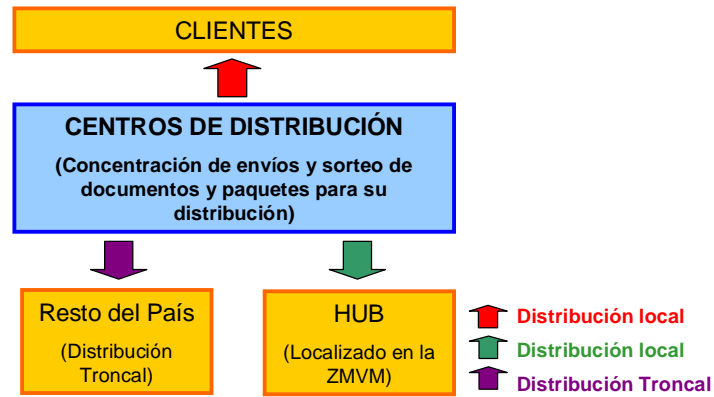 CLIENTES
CENTROS DE DISTRIBUCIÓN
(Concentración de envíos y sorteo de
documentos y paquetes para su
distribución)
Resto del País
(Distribución
Troncal)
HUB
(Localizado en la
ZMVM)
Distribución local
Distribución local
Distribución Troncal